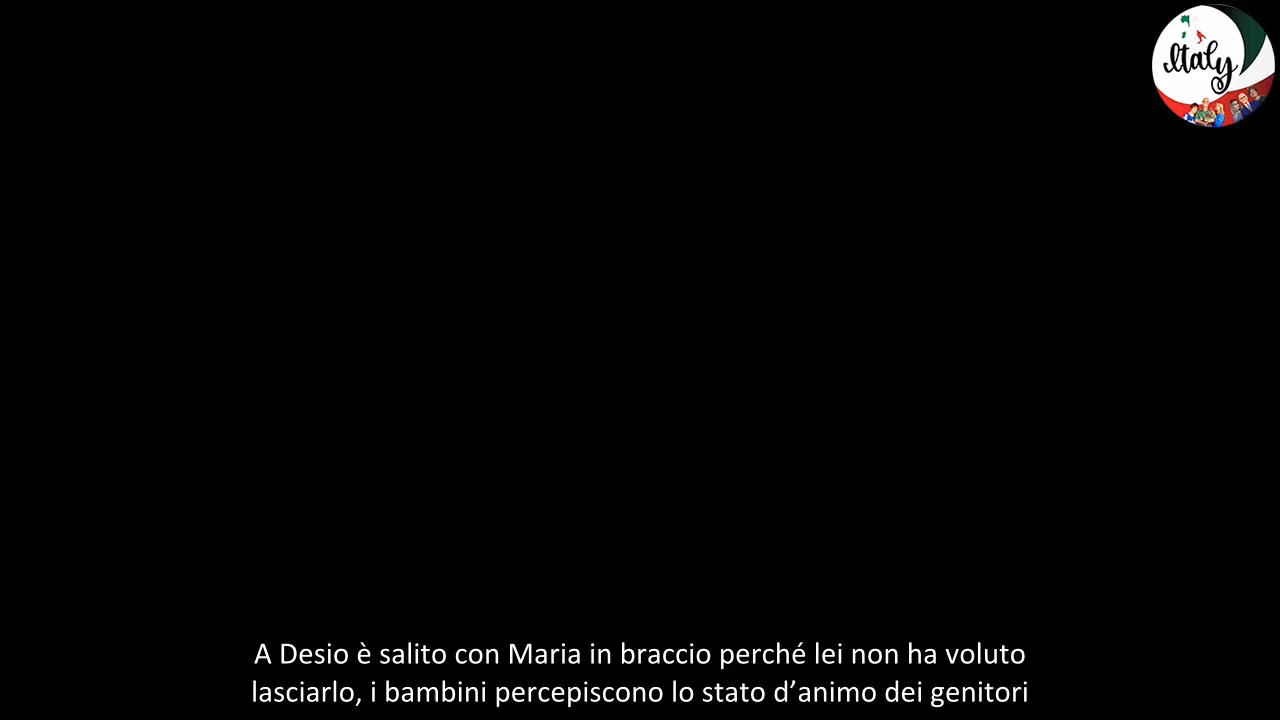 Italy
A Desio è salito con Maria in braccio perché lei non ha voluto
lasciarlo, i bambini percepiscono lo stato d’animo dei genitori